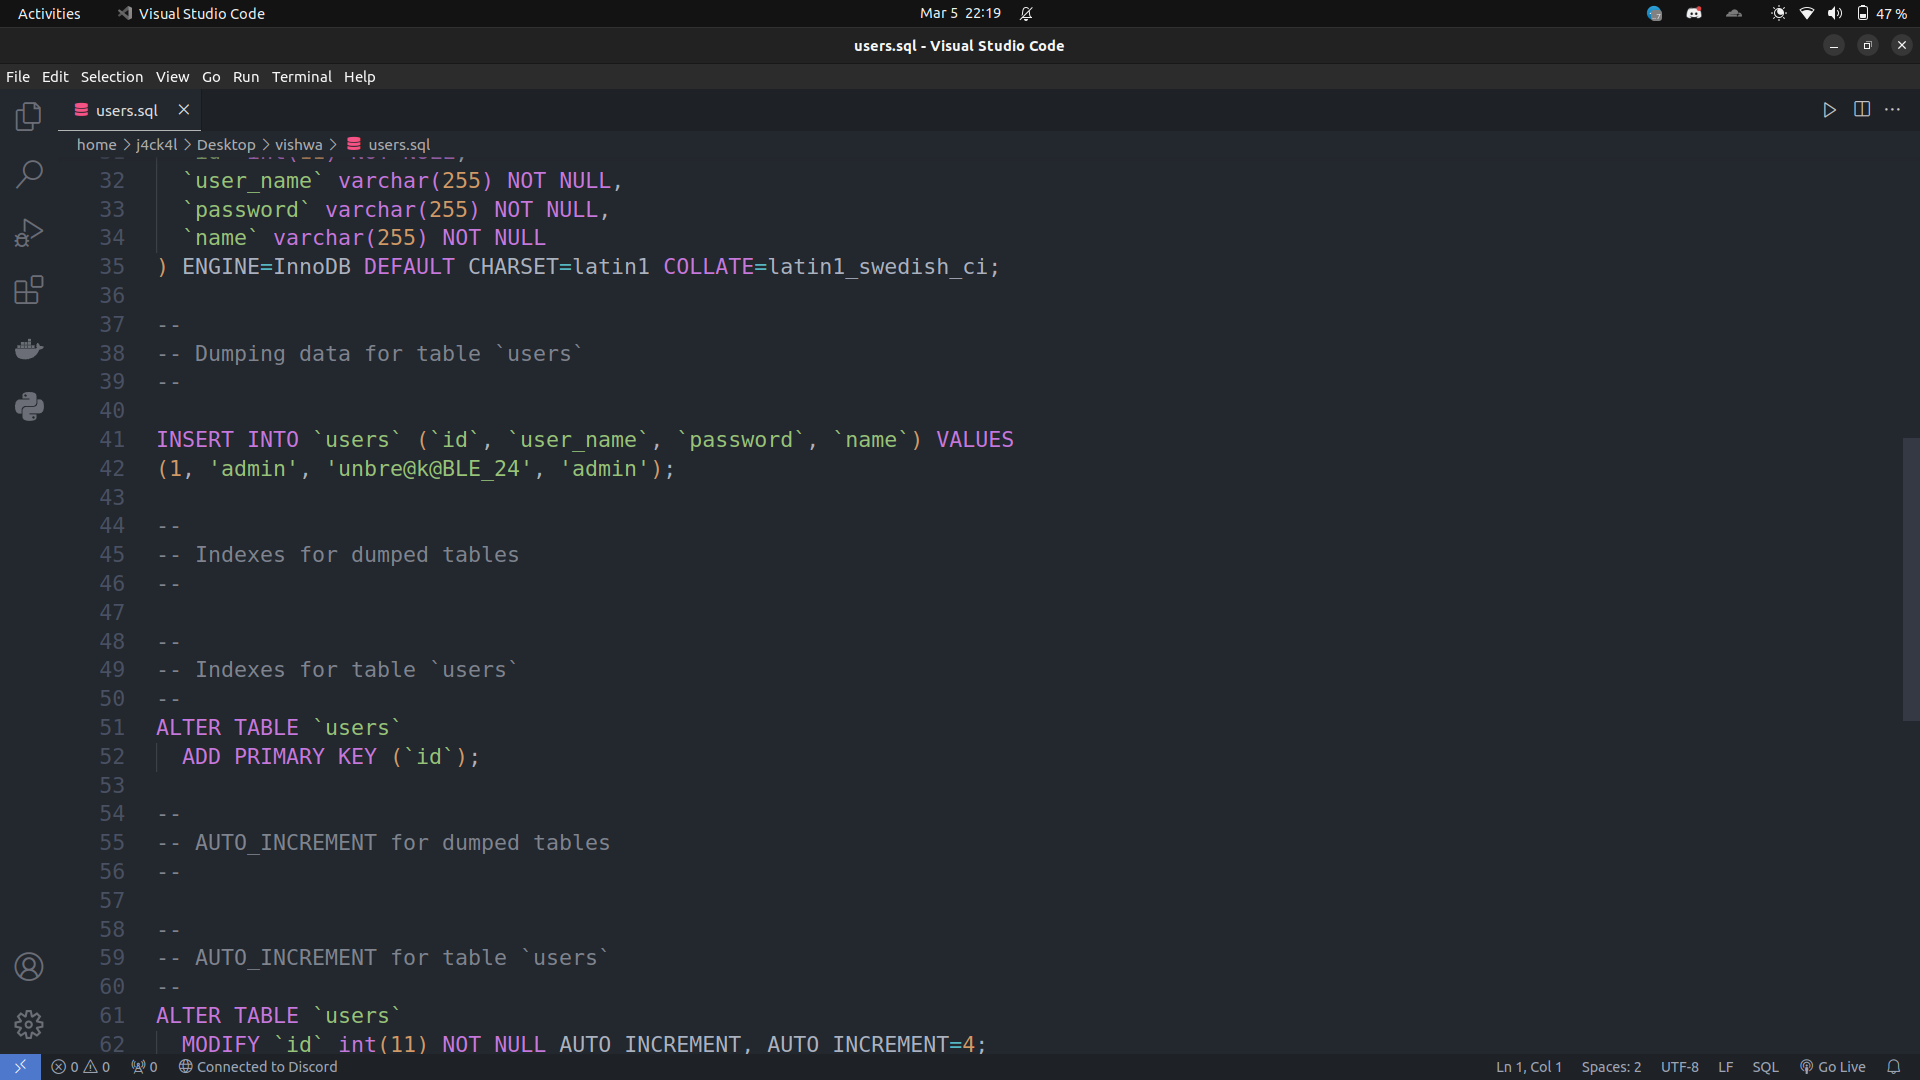 Activities Visual Studio Code Mar 5 22:19 47 %
users.sql - Visual Studio Code
File Edit Selection View Go Run Terminal Help
users.sql
home > j4ck4l > Desktop > vishwa > users.sql
32 `user_name` varchar(255) NOT NULL,
33 `password` varchar(255) NOT NULL,
34 `name` varchar(255) NOT NULL
35 ) ENGINE=InnoDB DEFAULT CHARSET=latin1 COLLATE=latin1_swedish_ci;
36
37 --
38 -- Dumping data for table `users`
39 --
40
41 INSERT INTO `users` (`id`, `user_name`, `password`, `name`) VALUES
42 (1, 'admin', 'unbre@k@BLE_24', 'admin');
43
44 --
45 -- Indexes for dumped tables
46 --
47
48 --
49 -- Indexes for table `users`
50 --
51 ALTER TABLE `users`
52 ADD PRIMARY KEY (`id`);
53
54 --
55 -- AUTO_INCREMENT for dumped tables
56 --
57
58 --
59 -- AUTO_INCREMENT for table `users`
60 --
61 ALTER TABLE `users`
62 MODIFY `id` int(11) NOT NULL AUTO_INCREMENT, AUTO_INCREMENT=4;
0 0 0 Connected to Discord Ln 1, Col 1 Spaces: 2 UTF-8 LF SQL Go Live